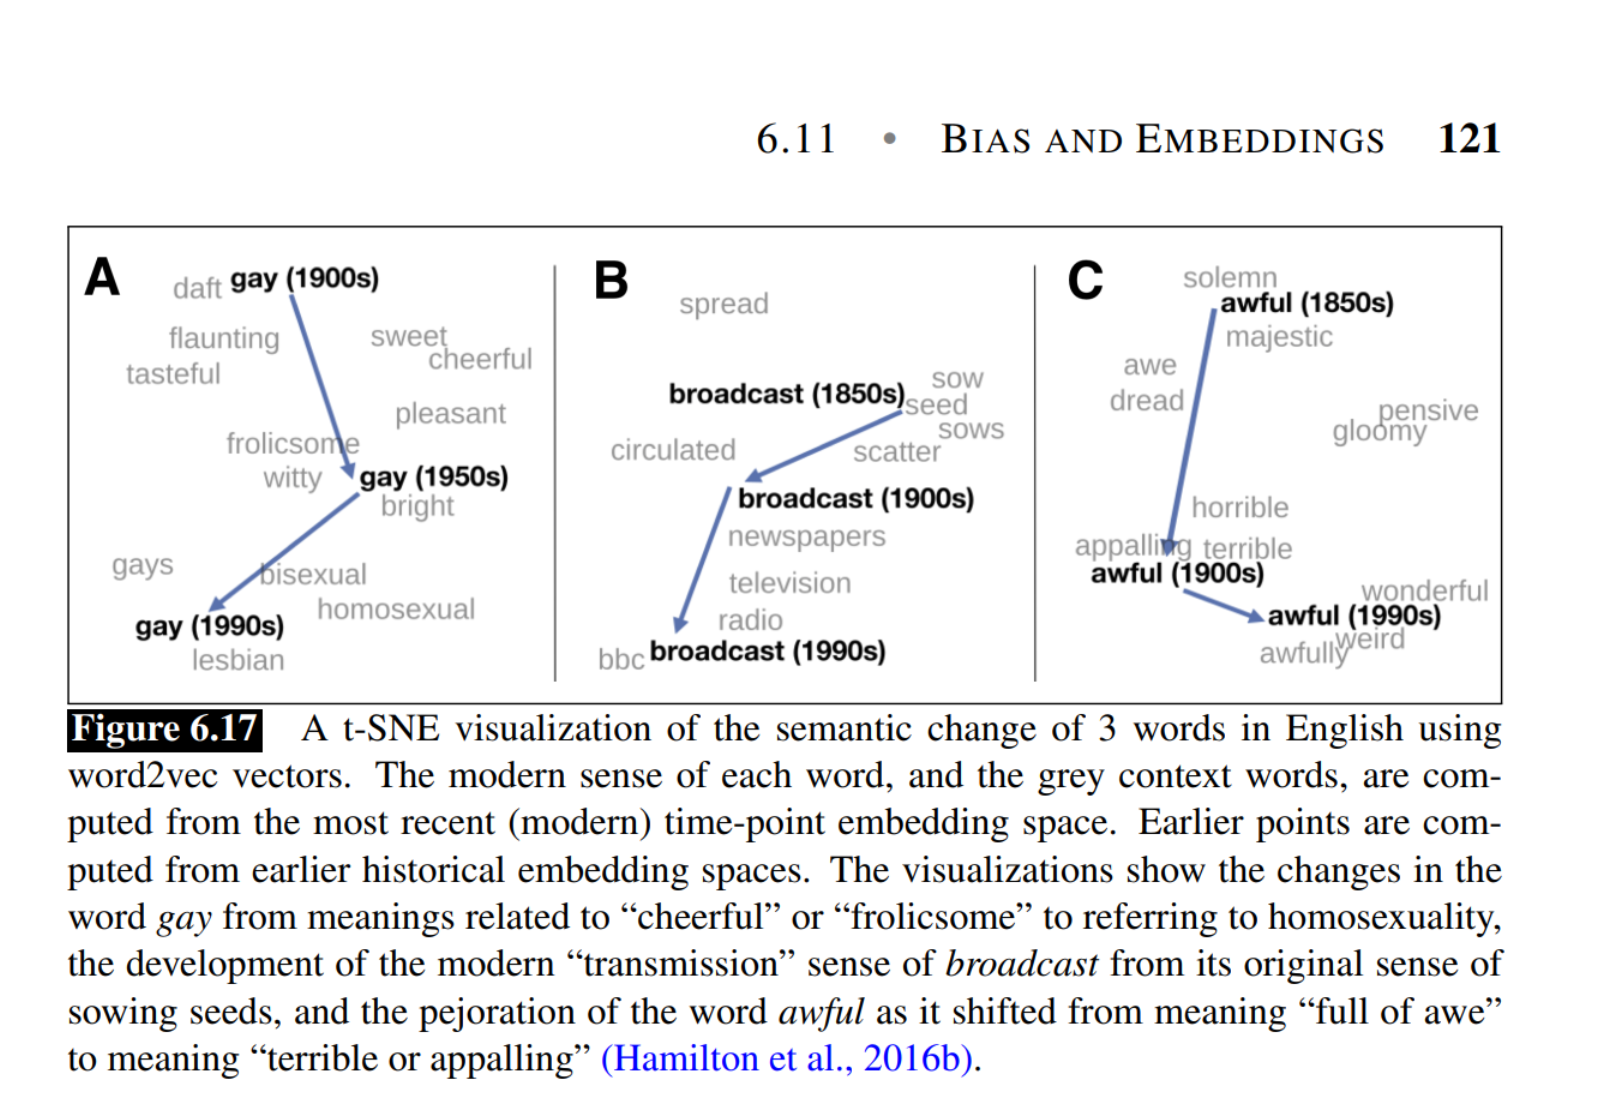 6.11 • BIAS AND EMBEDDINGS 121
A
daft gay (1900s)
flaunting
sweet
cheerful
tasteful
pleasant
frolicsome
witty
gay (1950s)
bright
gays
bisexual
homosexual
gay (1990s)
lesbian
B
spread
broadcast (1850s)
sow
seed
sows
circulated
scatter
broadcast (1900s)
newspapers
television
radio
bbc broadcast (1990s)
C
solemn
awful (1850s)
majestic
awe
dread
pensive
gloomy
horrible
appalling terrible
awful (1900s)
wonderful
awful (1990s)
weird
awfully
Figure 6.17 A t-SNE visualization of the semantic change of 3 words in English using
word2vec vectors. The modern sense of each word, and the grey context words, are com-
puted from the most recent (modern) time-point embedding space. Earlier points are com-
puted from earlier historical embedding spaces. The visualizations show the changes in the
word gay from meanings related to “cheerful” or “frolicsome” to referring to homosexuality,
the development of the modern “transmission” sense of broadcast from its original sense of
sowing seeds, and the pejoration of the word awful as it shifted from meaning “full of awe”
to meaning “terrible or appalling” (Hamilton et al., 2016b).